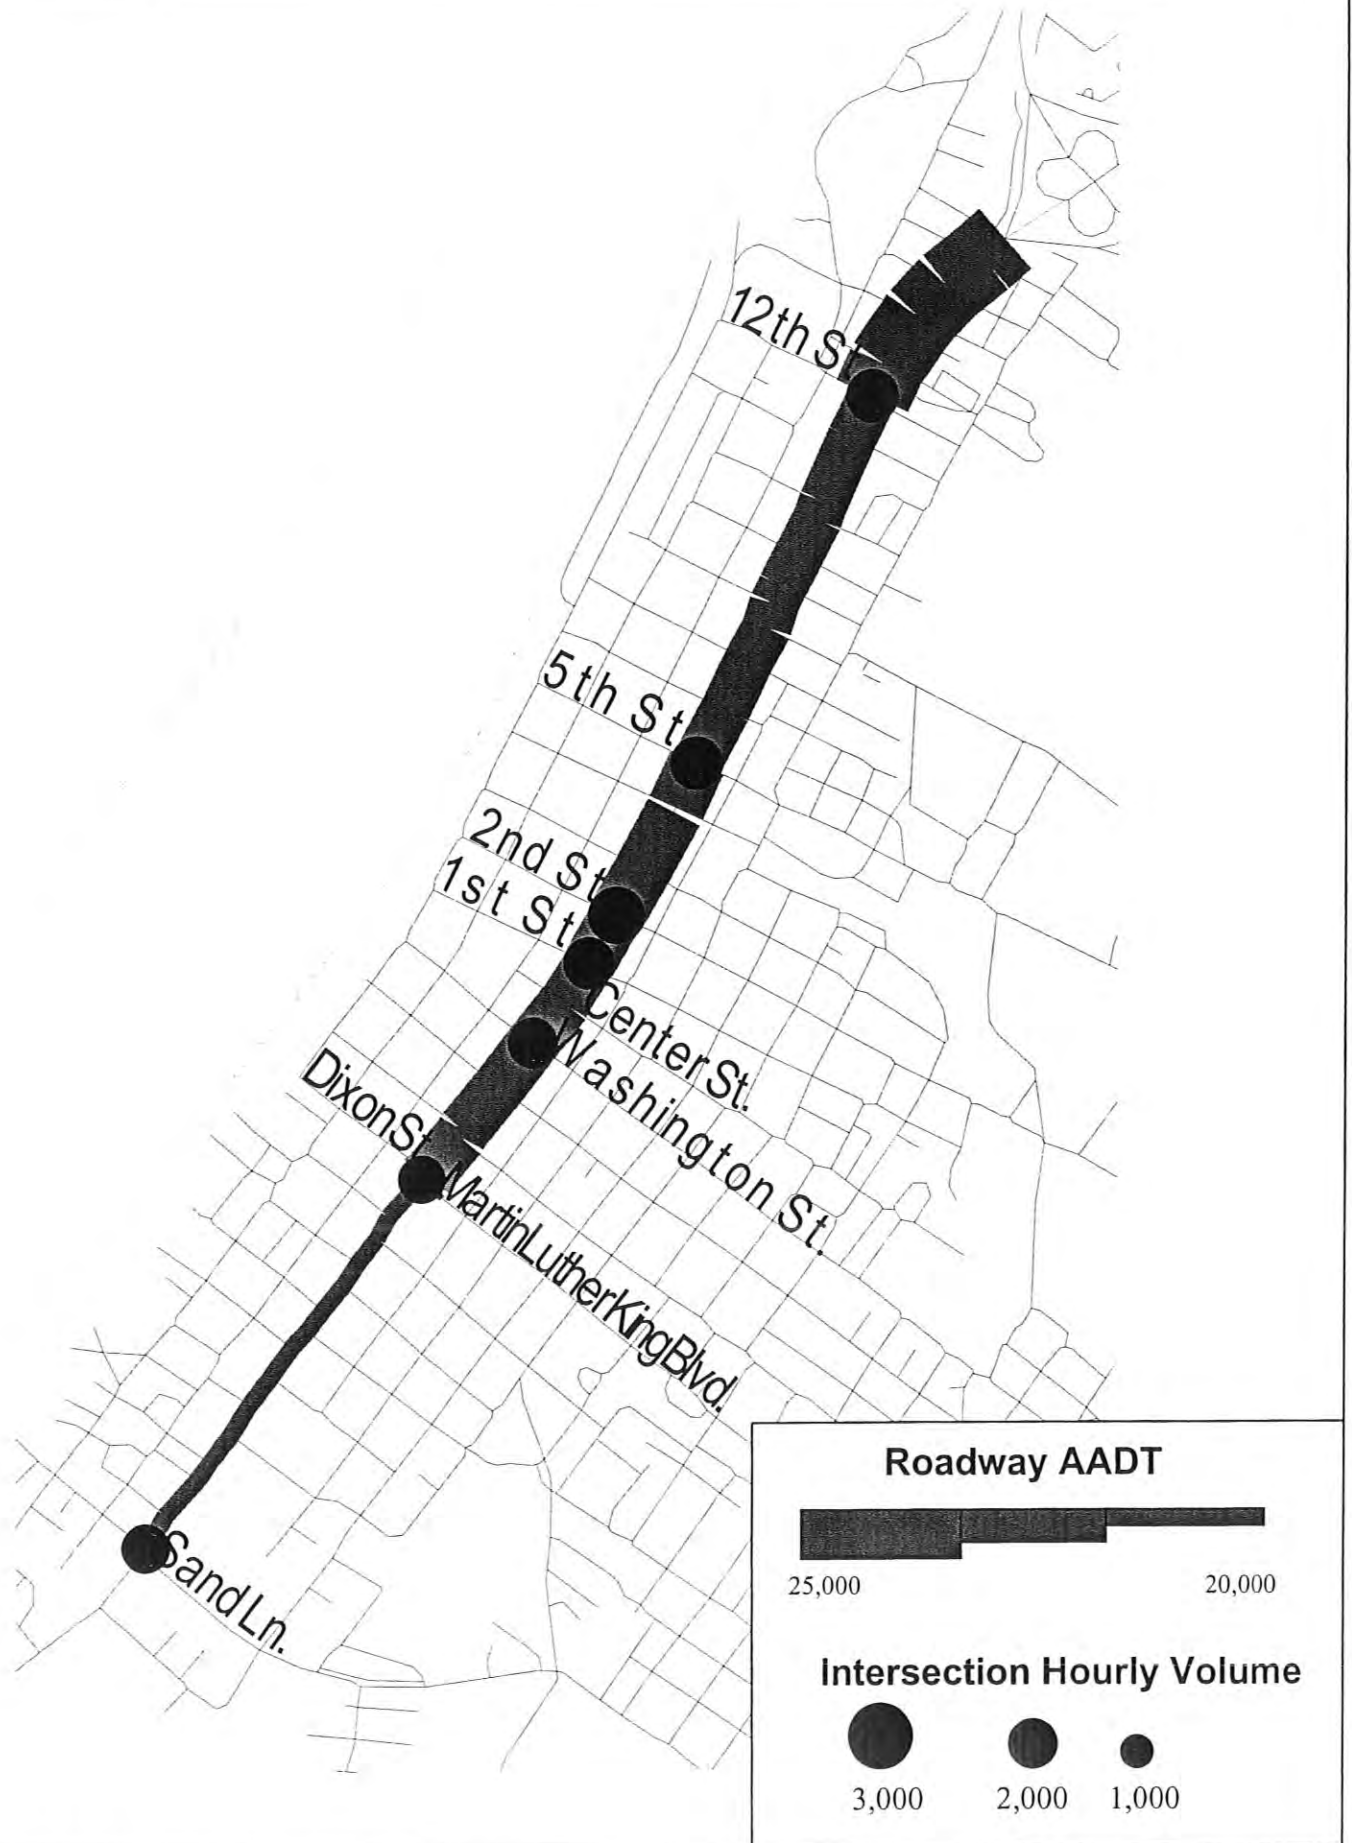 12th St
5th St
2nd St
1st St
Center St.
Washington St.
Dixon St
Martin Luther King Blvd.
Sand Ln.
Roadway AADT
25,000 20,000
Intersection Hourly Volume
3,000 2,000 1,000